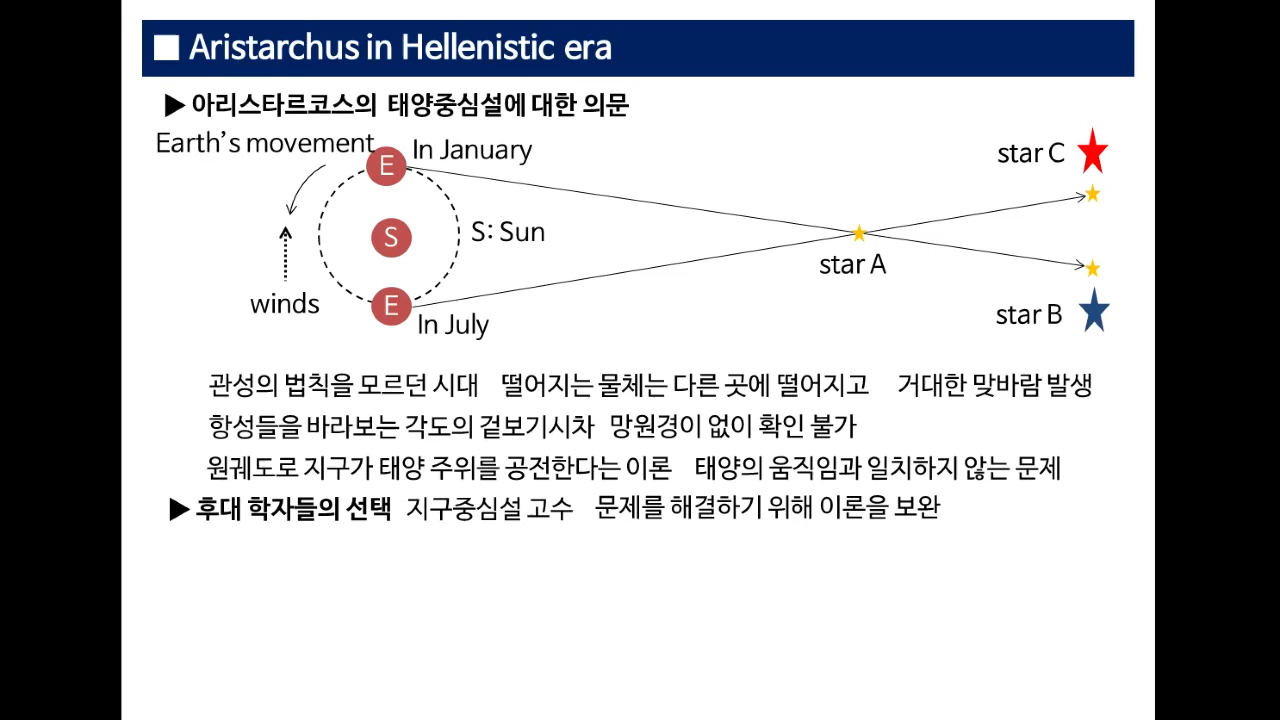 ■ Aristarchus in Hellenistic era
▶ 아리스타르코스의 태양중심설에 대한 의문
Earth's movement
E
In January
star C
S
S: Sun
star A
winds
E
In July
star B
관성의 법칙을 모르던 시대 떨어지는 물체는 다른 곳에 떨어지고 거대한 맞바람 발생
항성들을 바라보는 각도의 겉보기시차 망원경이 없이 확인 불가
원궤도로 지구가 태양 주위를 공전한다는 이론 태양의 움직임과 일치하지 않는 문제
▶ 후대 학자들의 선택 지구중심설 고수 문제를 해결하기 위해 이론을 보완